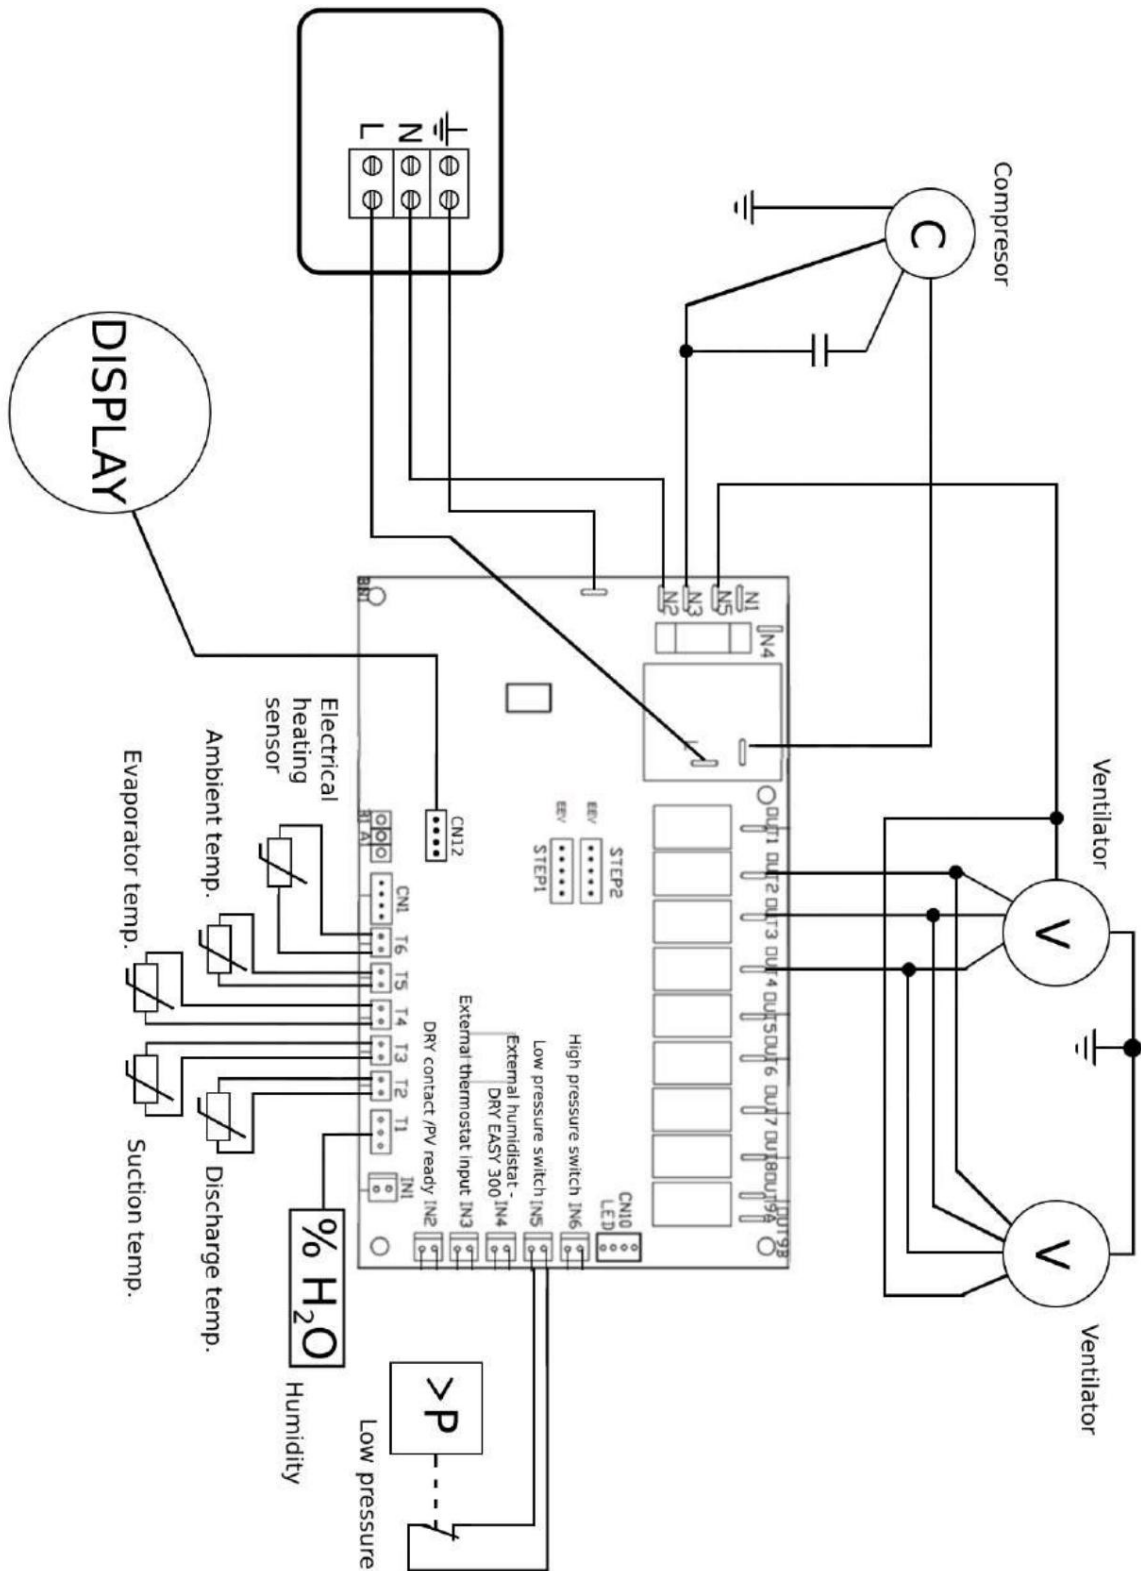 Compresor
C
L
N
DISPLAY
Ventilator
V
Ventilator
V
N1
N5
N3
N2
N4
L
OUT1
OUT2
OUT3
OUT4
OUT5
OUT6
OUT7
OUT8
OUT9A
OUT9B
EEV
STEP2
EEV
STEP1
CN12
CN1
T6
T5
T4
T3
T2
T1
IN1
CN10
LED
High pressure switch IN6
Low pressure switch IN5
External humidistat -
DRY EASY 300 IN4
External thermostat input IN3
DRY contact /PV ready IN2
Electrical
heating
sensor
Ambient temp.
Evaporator temp.
Suction temp.
Discharge temp.
% H₂O
Humidity
>P
Low pressure